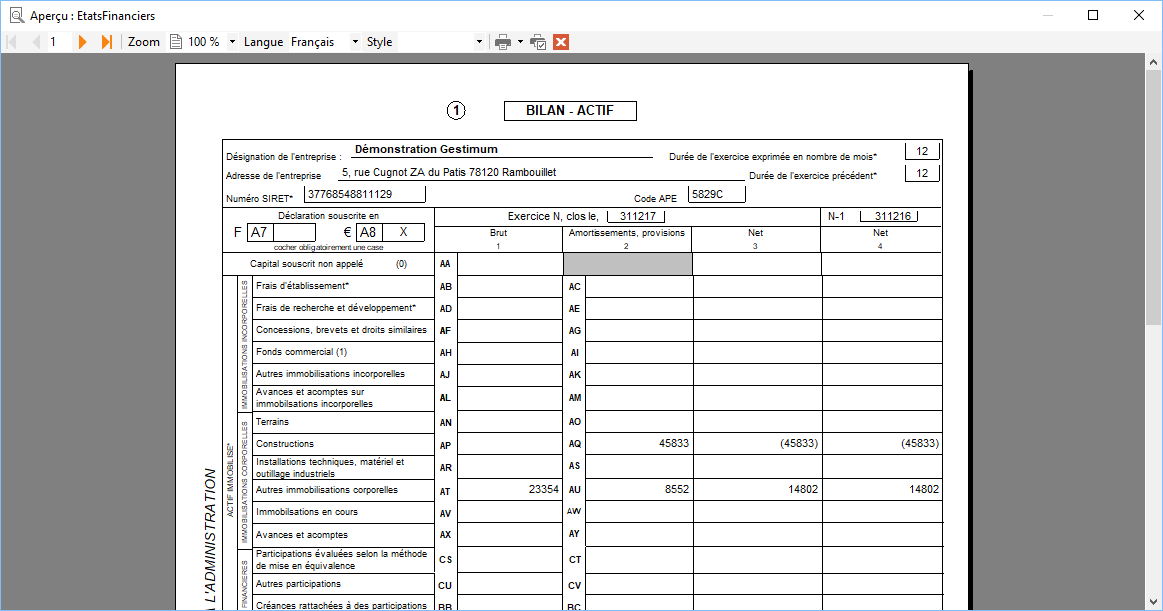 Aperçu : EtatsFinanciers
1 Zoom 100 % Langue Français Style
1 BILAN - ACTIF
Désignation de l'entreprise : Démonstration Gestimum Durée de l'exercice exprimée en nombre de mois* 12
Adresse de l'entreprise 5, rue Cugnot ZA du Patis 78120 Rambouillet Durée de l'exercice précédent* 12
Numéro SIRET* 37768548811129 Code APE 5829C
Déclaration souscrite en Exercice N, clos le, 311217 N-1 311216
F A7 € A8 X Brut Amortissements, provisions Net Net
cocher obligatoirement une case 1 2 3 4
Capital souscrit non appelé (0) AA
Frais d'établissement* AB AC
Frais de recherche et développement* AD AE
Concessions, brevets et droits similaires AF AG
Fonds commercial (1) AH AI
Autres immobilisations incorporelles AJ AK
Avances et acomptes sur
immobilsations incorporelles AL AM
Terrains AN AO
Constructions AP AQ 45833 (45833) (45833)
Installations techniques, matériel et
outillage industriels AR AS
Autres immobilisations corporelles AT 23354 AU 8552 14802 14802
Immobilsations en cours AV AW
Avances et acomptes AX AY
Participations évaluées selon la méthode
de mise en équivalence CS CT
Autres participations CU CV
Créances rattachées à des participations BB BC
IMMOBILISATIONS INCORPORELLES
IMMOBILISATIONS CORPORELLES
FINANCIERES
ACTIF IMMOBILISE*
A L'ADMINISTRATION